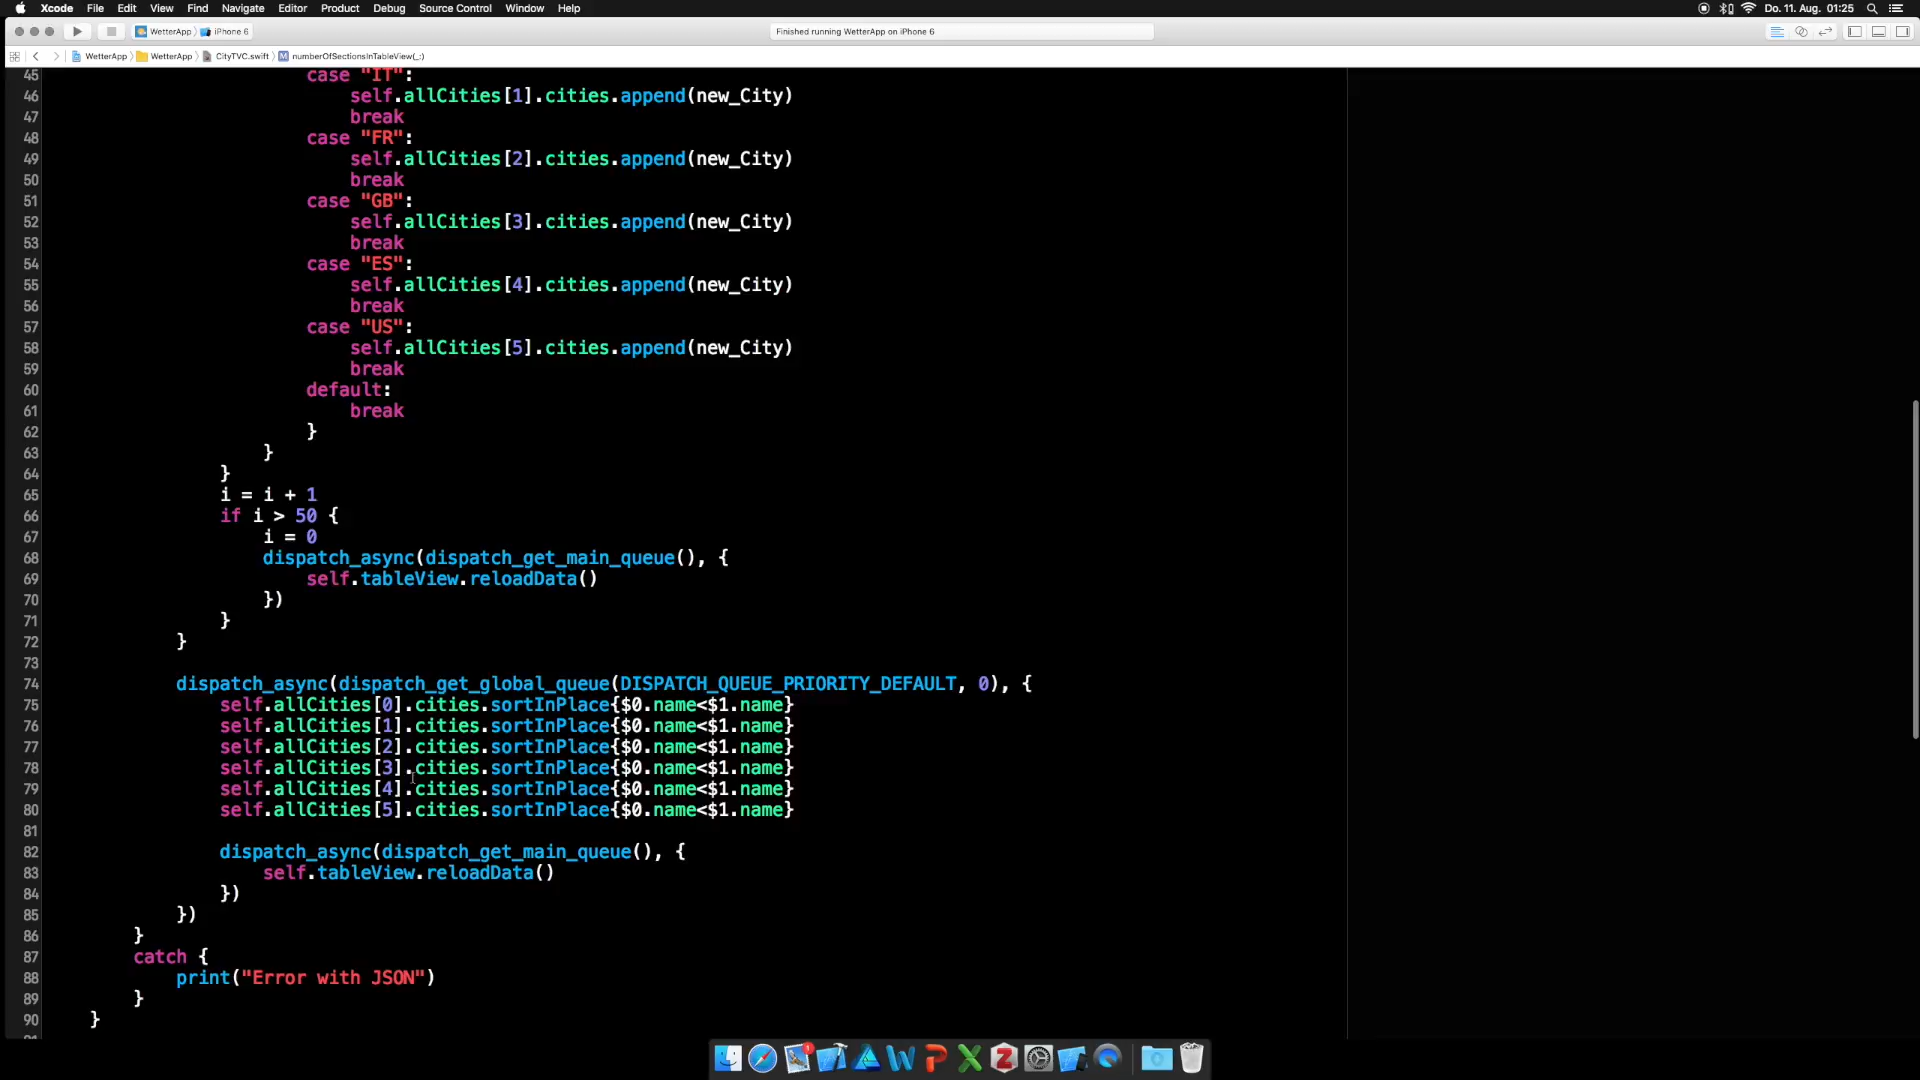 Xcode File Edit View Find Navigate Editor Product Debug Source Control Window Help Do. 11. Aug. 01:25
WetterApp iPhone 6 Finished running WetterApp on iPhone 6
WetterApp WetterApp CityTVC.swift M numberOfSectionsInTableView(_:)
45 case "IT":
46 self.allCities[1].cities.append(new_City)
47 break
48 case "FR":
49 self.allCities[2].cities.append(new_City)
50 break
51 case "GB":
52 self.allCities[3].cities.append(new_City)
53 break
54 case "ES":
55 self.allCities[4].cities.append(new_City)
56 break
57 case "US":
58 self.allCities[5].cities.append(new_City)
59 break
60 default:
61 break
62 }
63 }
64 }
65 i = i + 1
66 if i > 50 {
67 i = 0
68 dispatch_async(dispatch_get_main_queue(), {
69 self.tableView.reloadData()
70 })
71 }
72 }
73
74 dispatch_async(dispatch_get_global_queue(DISPATCH_QUEUE_PRIORITY_DEFAULT, 0), {
75 self.allCities[0].cities.sortInPlace{$0.name<$1.name}
76 self.allCities[1].cities.sortInPlace{$0.name<$1.name}
77 self.allCities[2].cities.sortInPlace{$0.name<$1.name}
78 self.allCities[3].cities.sortInPlace{$0.name<$1.name}
79 self.allCities[4].cities.sortInPlace{$0.name<$1.name}
80 self.allCities[5].cities.sortInPlace{$0.name<$1.name}
81
82 dispatch_async(dispatch_get_main_queue(), {
83 self.tableView.reloadData()
84 })
85 })
86 }
87 catch {
88 print("Error with JSON")
89 }
90 }